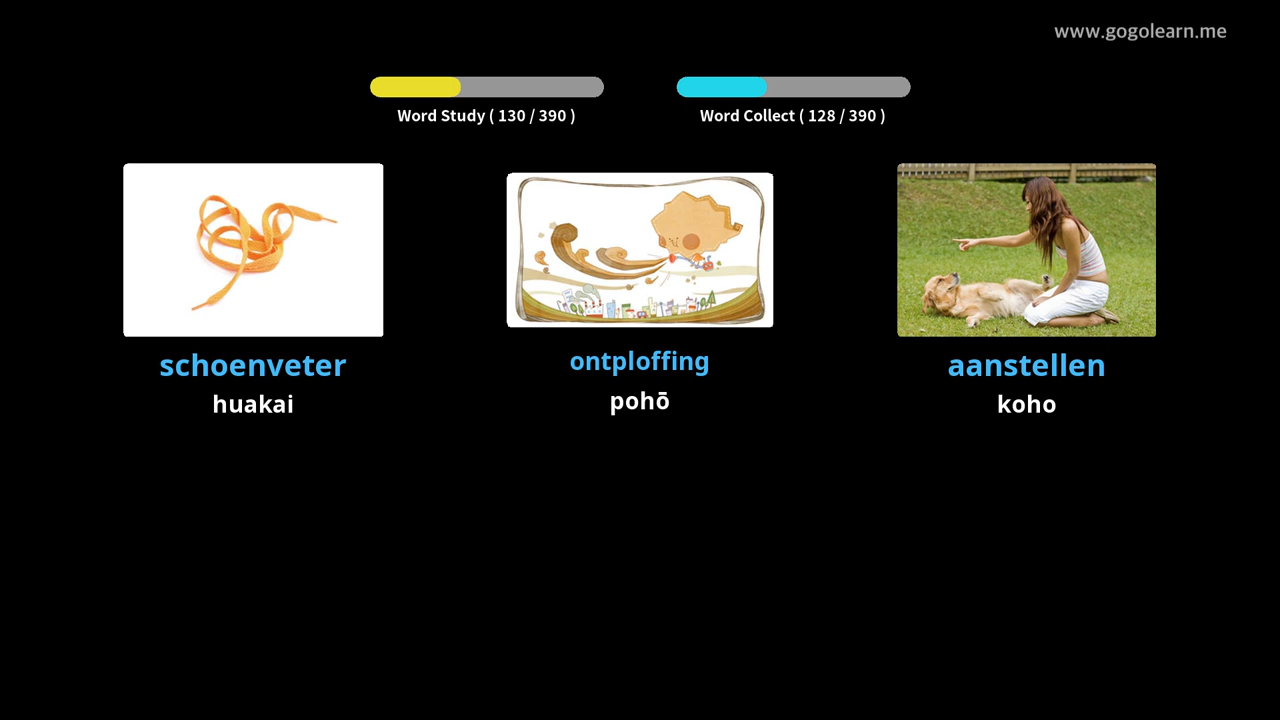 www.gogolearn.me
Word Study ( 130 / 390 )
Word Collect ( 128 / 390 )
schoenveter
huakai
ontploffing
pohō
aanstellen
koho